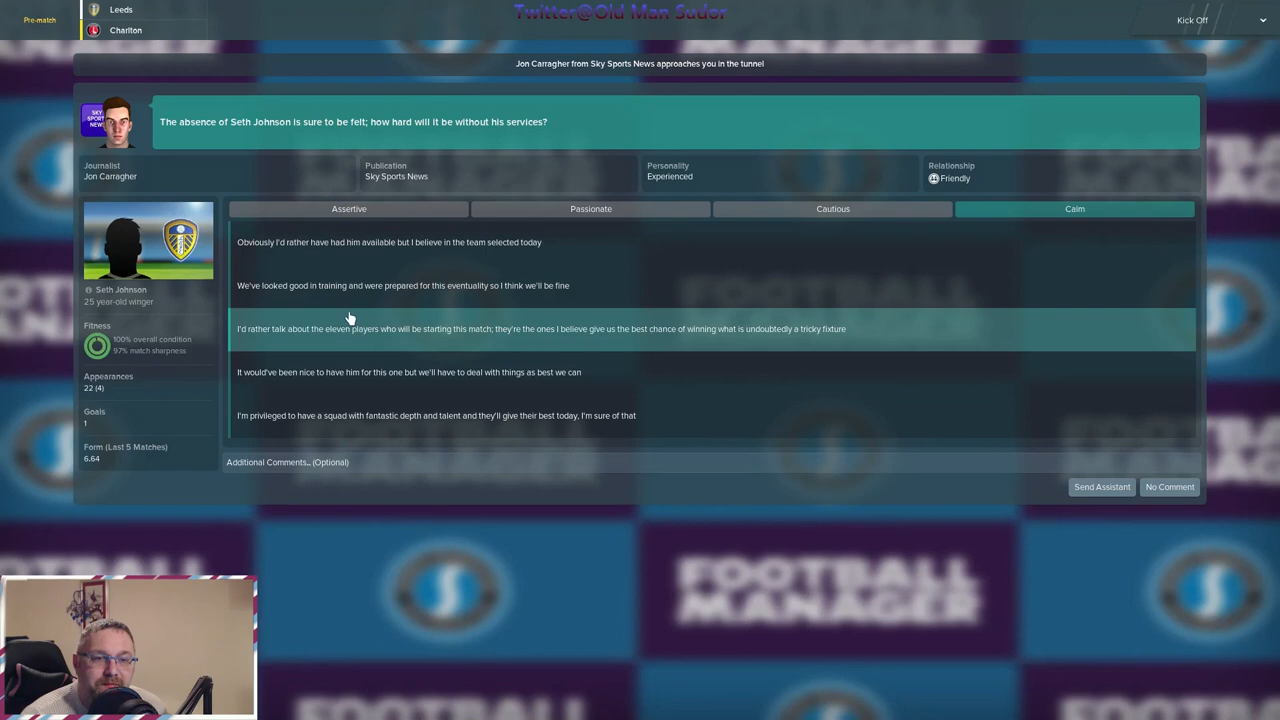 Pre-match
Leeds
Charlton
Twitter@Old Man Sudor
Kick Off
Jon Carragher from Sky Sports News approaches you in the tunnel
SKY
SPORTS
NEWS
The absence of Seth Johnson is sure to be felt; how hard will it be without his services?
Journalist
Jon Carragher
Publication
Sky Sports News
Personality
Experienced
Relationship
Friendly
Assertive
Passionate
Cautious
Calm
Seth Johnson
25 year-old winger
Fitness
100% overall condition
97% match sharpness
Appearances
22 (4)
Goals
1
Form (Last 5 Matches)
6.64
Obviously I'd rather have had him available but I believe in the team selected today
We've looked good in training and were prepared for this eventuality so I think we'll be fine
I'd rather talk about the eleven players who will be starting this match; they're the ones I believe give us the best chance of winning what is undoubtedly a tricky fixture
It would've been nice to have him for this one but we'll have to deal with things as best we can
I'm privileged to have a squad with fantastic depth and talent and they'll give their best today, I'm sure of that
Additional Comments.. (Optional)
Send Assistant
No Comment
FOOTBALL
MANAGER